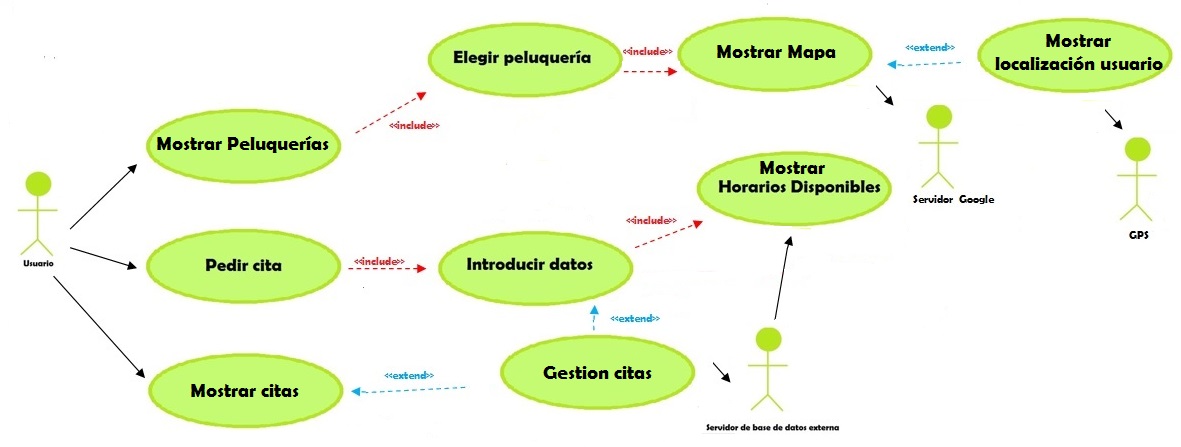 Elegir peluquería
<<include>>
Mostrar Mapa
<<extend>>
Mostrar
localización usuario
Mostrar Peluquerías
<<include>>
Servidor Google
GPS
Mostrar
Horarios Disponibles
Usuario
Pedir cita
<<include>>
Introducir datos
<<include>>
<<extend>>
Mostrar citas
<<extend>>
Gestion citas
Servidor de base de datos externa